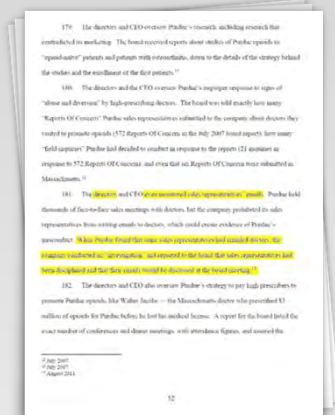 179. The directors and CEO oversaw Purdue's research, including research that
contradicted its marketing. The board received reports about studies of Purdue opioids in
"opioid-naive" patients and patients with osteoarthritis, down to the details of the strategy behind
the studies and the enrollment of the first patients.
180. The directors and the CEO oversaw Purdue's improper response to signs of
"abuse and diversion" by high-prescribing doctors. The board was told exactly how many
"Reports Of Concern" Purdue sales representatives submitted to the company about doctors they
visited to promote opioids (572 Reports Of Concern in the July 2007 board report); how many
"field inquiries" Purdue had decided to conduct in response to the reports (21 inquiries in
response to 572 Reports Of Concern); and even that six Reports Of Concern were submitted in
Massachusetts.
181. The directors and CEO even monitored sales representatives' emails. Purdue held
thousands of face-to-face sales meetings with doctors, but the company prohibited its sales
representatives from writing emails to doctors, which could create evidence of Purdue's
misconduct. When Purdue found that some sales representatives had emailed doctors, the
company conducted an "investigation" and reported to the board that sales representatives had
been disciplined and that their emails would be discussed at the board meeting.
182. The directors and CEO also oversaw Purdue's strategy to pay high prescribers to
promote Purdue opioids, like Walter Jacobs — the Massachusetts doctor who prescribed $3
million of opioids for Purdue before he lost his medical license. A report for the board listed the
exact number of conferences and dinner meetings, with attendance figures, and assured the
July 2007
July 2007
August 2011
52